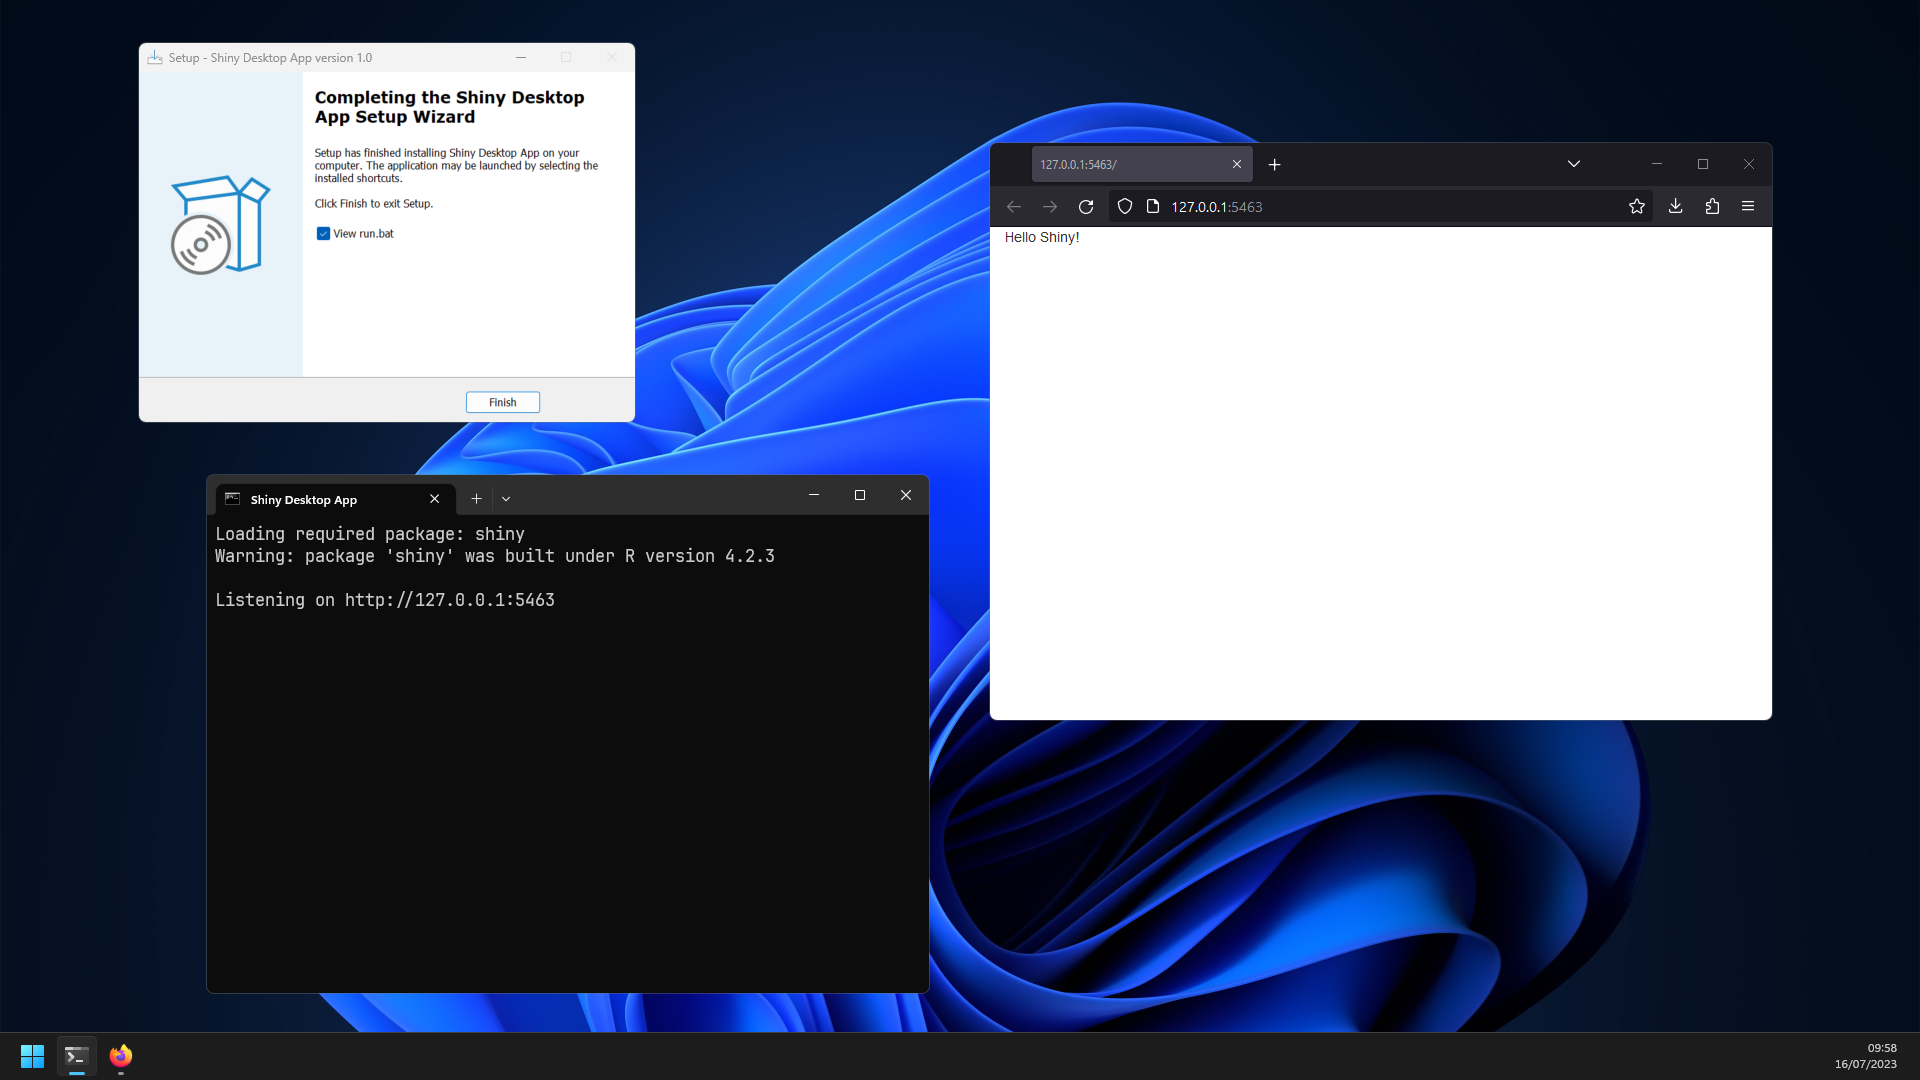 Setup - Shiny Desktop App version 1.0
Completing the Shiny Desktop
App Setup Wizard
Setup has finished installing Shiny Desktop App on your
computer. The application may be launched by selecting the
installed shortcuts.
Click Finish to exit Setup.
View run.bat
Finish
127.0.0.1:5463/
127.0.0.1:5463
Hello Shiny!
Shiny Desktop App
Loading required package: shiny
Warning: package 'shiny' was built under R version 4.2.3
Listening on http://127.0.0.1:5463
09:58
16/07/2023